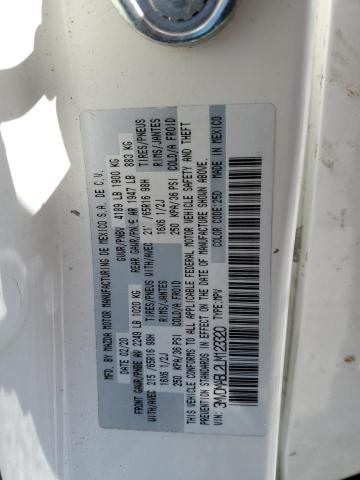 MFD. BY MAZDA MOTOR MANUFACTURING DE MEXICO S.A. DE C.V.
DATE: 02/20 GVWR/PNBV 4189 LB 1900 KG
FRONT GAWR/PNBE AV 2249 LB 1020 KG REAR GAWR/PNBE AR 1947 LB 883 KG
WITH/AVEC 215 /65R16 98H TIRES/PNEUS WITH/AVEC 21 /65R16 98H TIRES/PNEUS
16X6 1/2J RIMS/JANTES 16X6 1/2J RIMS/JANTES
250 KPA/36 PSI COLD/A FROID 250 KPA/36 PSI COLD/A FROID
THIS VEHICLE CONFORMS TO ALL APPLICABLE FEDERAL MOTOR VEHICLE SAFETY AND THEFT
PREVENTION STANDARDS IN EFFECT ON THE DATE OF MANUFACTURE SHOWN ABOVE.
COLOR CODE:25D MADE IN MEXICO
VIN: TYPE:MPV